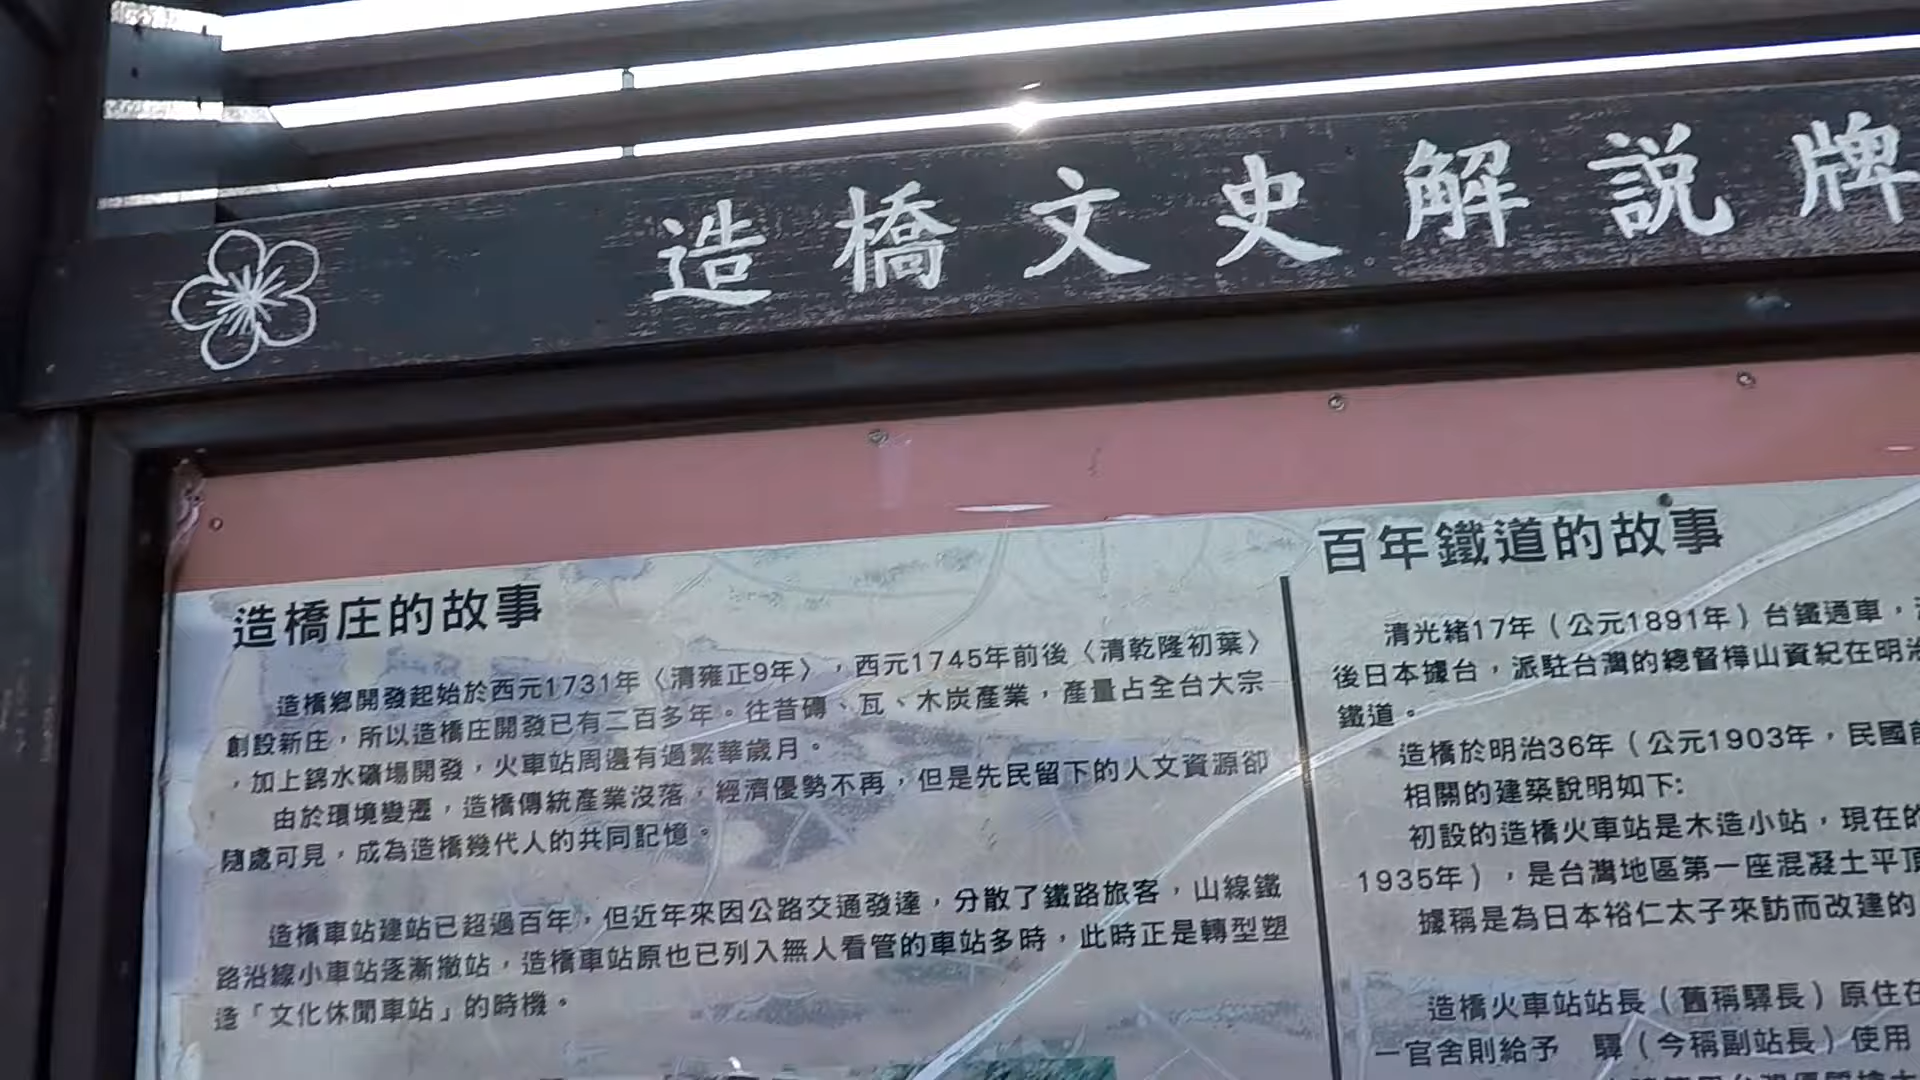 造橋文史解說牌
造橋庄的故事
造橋鄉開發起始於西元1731年〈清雍正9年〉，西元1745年前後〈清乾隆初葉〉
創設新庄，所以造橋庄開發已有二百多年。往昔磚、瓦、木炭產業，產量占全台大宗
，加上錦水礦場開發，火車站周邊有過繁華歲月。
由於環境變遷，造橋傳統產業沒落，經濟優勢不再，但是先民留下的人文資源卻
隨處可見，成為造橋幾代人的共同記憶。
造橋車站建站已超過百年，但近年來因公路交通發達，分散了鐵路旅客，山線鐵
路沿線小車站逐漸撤站，造橋車站原也已列入無人看管的車站多時，此時正是轉型塑
造「文化休閒車站」的時機。
百年鐵道的故事
清光緒17年（公元1891年）台鐵通車，
後日本據台，派駐台灣的總督樺山資紀在明治
鐵道。
造橋於明治36年（公元1903年，民國前
相關的建築說明如下:
初設的造橋火車站是木造小站，現在的
1935年），是台灣地區第一座混凝土平頂
據稱是為日本裕仁太子來訪而改建的
造橋火車站站長（舊稱驛長）原住在
一官舍則給予 驛（今稱副站長）使用